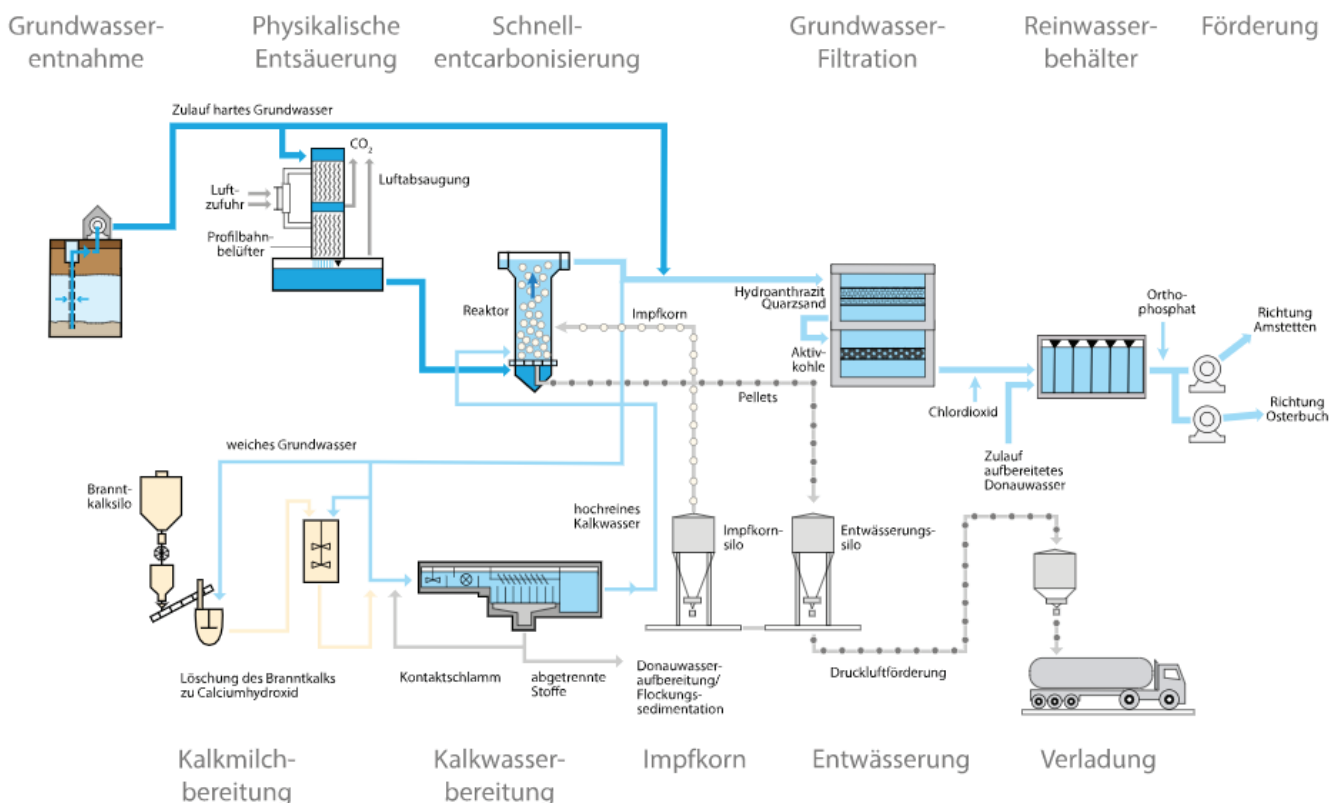 Grundwasser-
entnahme
Physikalische
Entsäuerung
Schnell-
entcarbonisierung
Grundwasser-
Filtration
Reinwasser-
behälter
Förderung
Zulauf hartes Grundwasser
CO₂
Luftabsaugung
Luft-
zufuhr
Profilbahn-
belüfter
Reaktor
Impfkorn
Hydroanthrazit
Quarzsand
Aktiv-
kohle
Ortho-
phosphat
Richtung
Amstetten
Pellets
Chlordioxid
Richtung
Osterbuch
weiches Grundwasser
Zulauf
aufbereitetes
Donauwasser
Brannt-
kalksilo
hochreines
Kalkwasser
Impfkorn-
silo
Entwässerungs-
silo
Löschung des Branntkalks
zu Calciumhydroxid
Kontaktschlamm
abgetrennte
Stoffe
Donauwasser-
aufbereitung/
Flockungs-
sedimentation
Druckluftförderung
Kalkmilch-
bereitung
Kalkwasser-
bereitung
Impfkorn
Entwässerung
Verladung